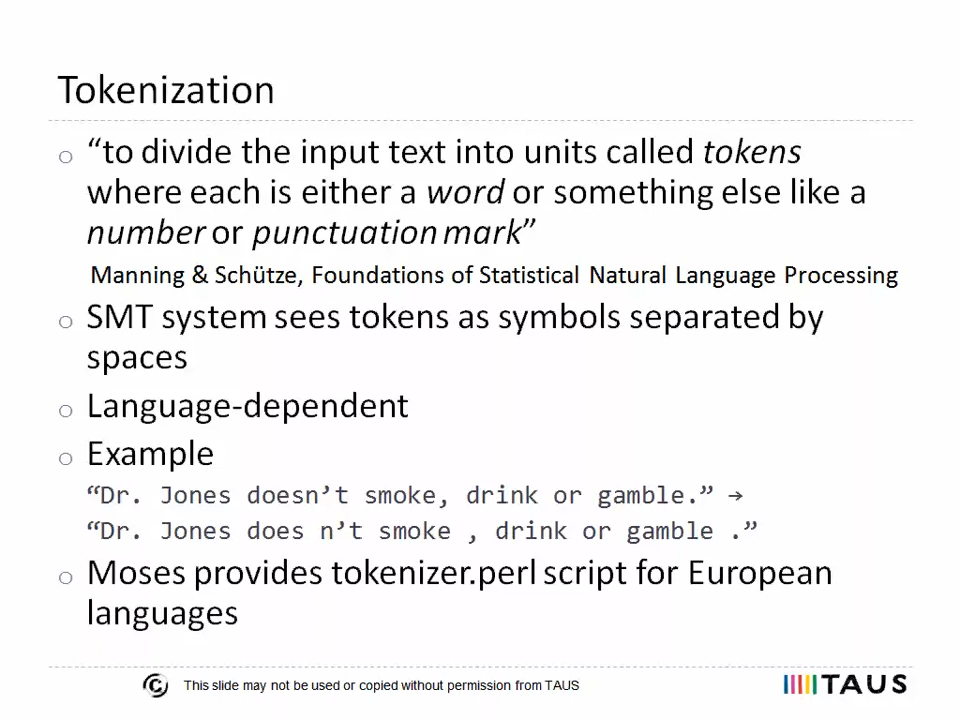 Tokenization
“to divide the input text into units called tokens
where each is either a word or something else like a
number or punctuation mark”
Manning & Schütze, Foundations of Statistical Natural Language Processing
SMT system sees tokens as symbols separated by
spaces
Language-dependent
Example
“Dr. Jones doesn’t smoke, drink or gamble.” →
“Dr. Jones does n’t smoke , drink or gamble .”
Moses provides tokenizer.perl script for European
languages
This slide may not be used or copied without permission from TAUS
TAUS